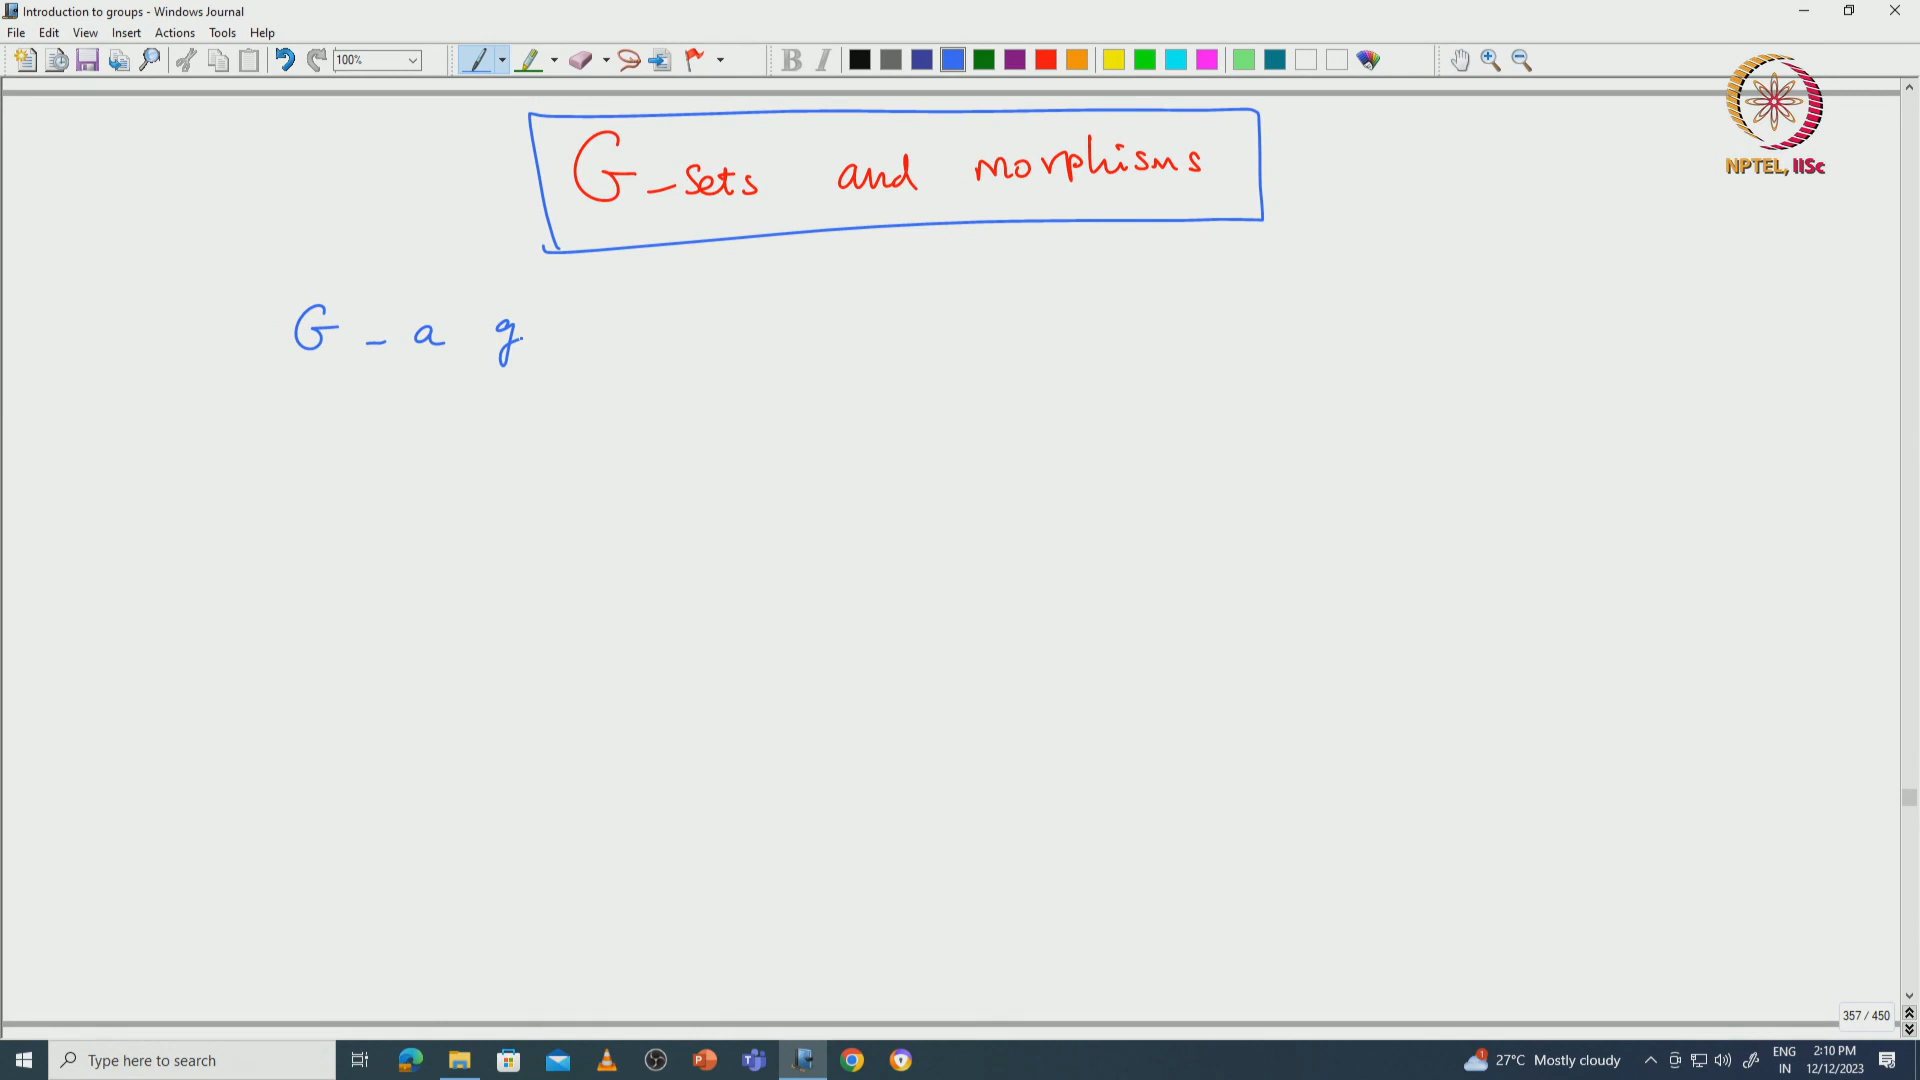 Introduction to groups - Windows Journal
File Edit View Insert Actions Tools Help
100%
B I
NPTEL, IISc
G-sets and morphisms
G - a g
357 / 450
Type here to search
27°C Mostly cloudy
ENG
IN
2:10 PM
12/12/2023